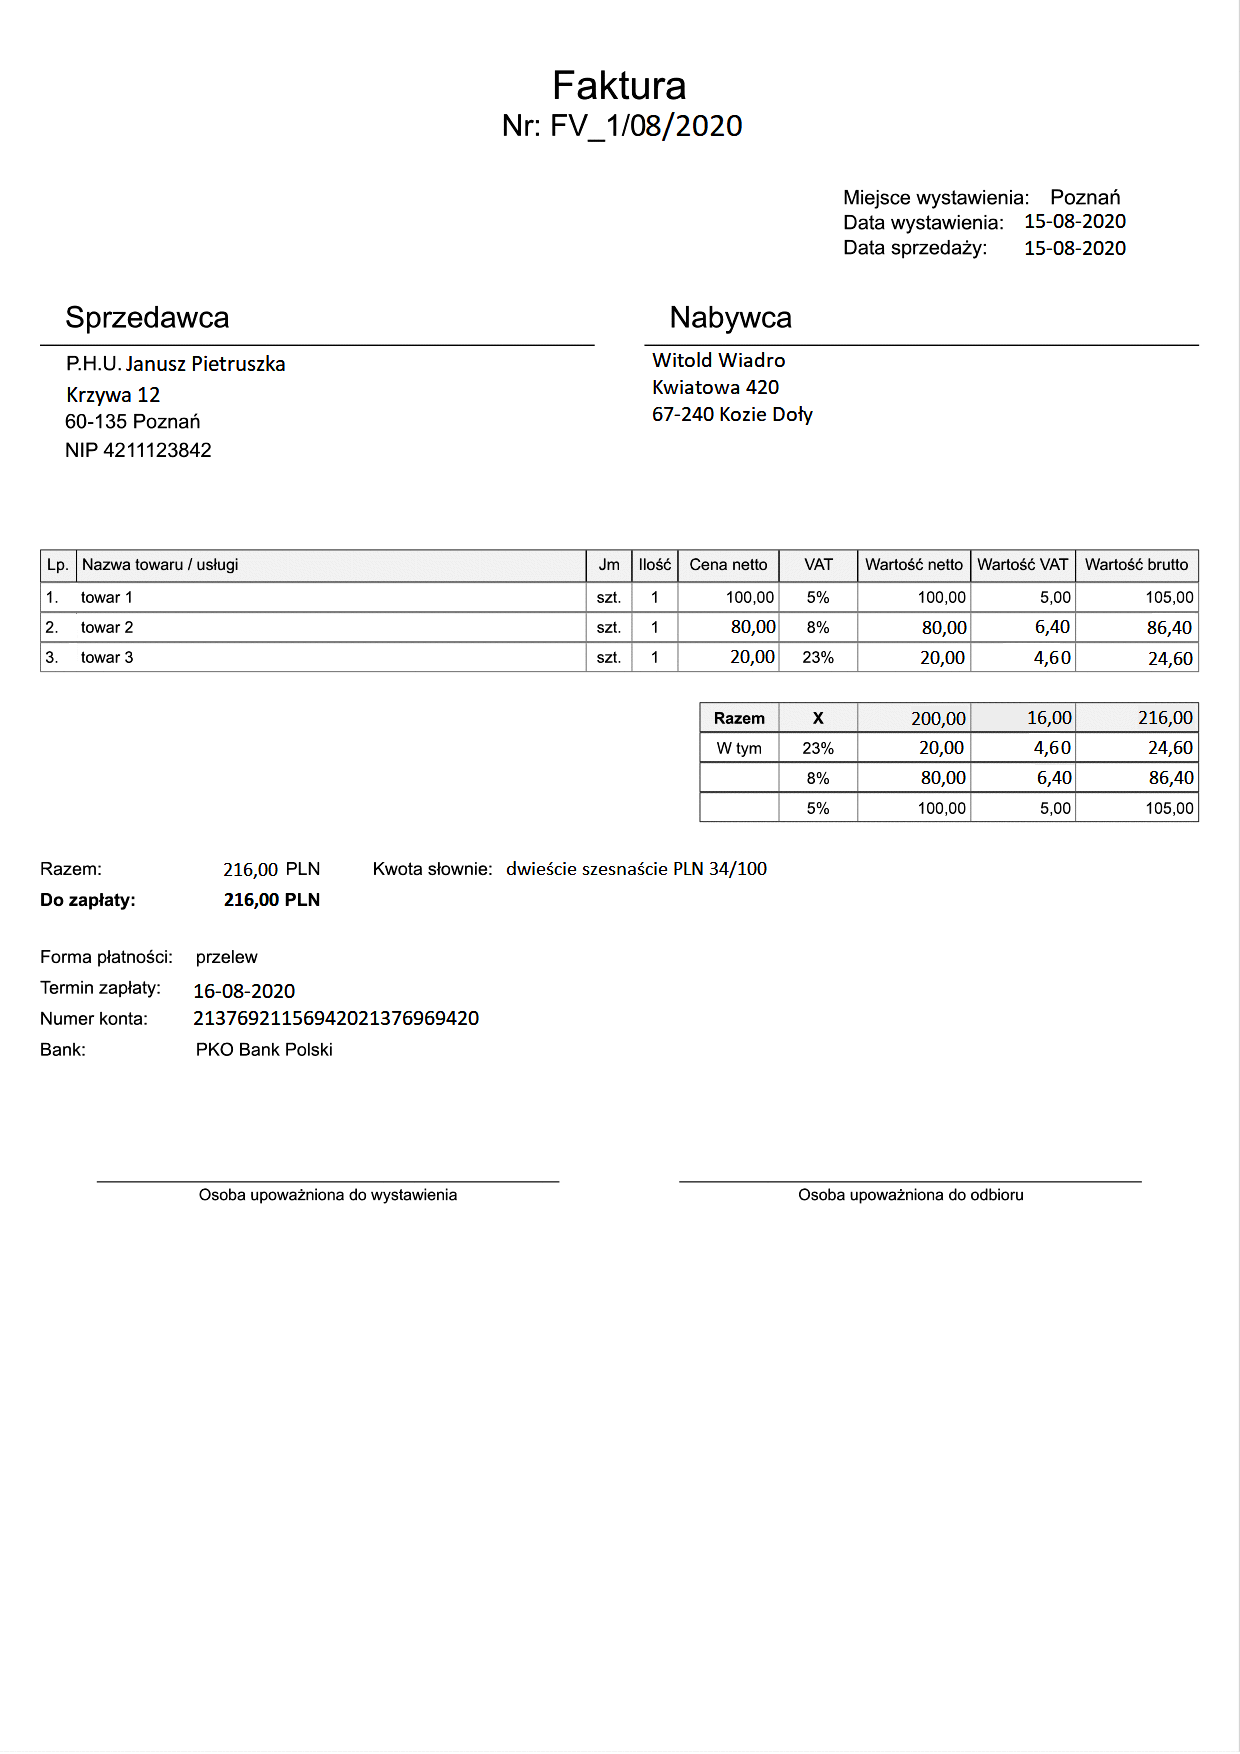 Faktura
Nr: FV_1/08/2020
Miejsce wystawienia: Poznań
Data wystawienia: 15-08-2020
Data sprzedaży: 15-08-2020
Sprzedawca
P.H.U. Janusz Pietruszka
Krzywa 12
60-135 Poznań
NIP 4211123842
Nabywca
Witold Wiadro
Kwiatowa 420
67-240 Kozie Doły
Lp. Nazwa towaru / usługi Jm Ilość Cena netto VAT Wartość netto Wartość VAT Wartość brutto
1. towar 1 szt. 1 100,00 5% 100,00 5,00 105,00
2. towar 2 szt. 1 80,00 8% 80,00 6,40 86,40
3. towar 3 szt. 1 20,00 23% 20,00 4,60 24,60
Razem X 200,00 16,00 216,00
W tym 23% 20,00 4,60 24,60
8% 80,00 6,40 86,40
5% 100,00 5,00 105,00
Razem: 216,00 PLN Kwota słownie: dwieście szesnaście PLN 34/100
Do zapłaty: 216,00 PLN
Forma płatności: przelew
Termin zapłaty: 16-08-2020
Numer konta: 21376921156942021376969420
Bank: PKO Bank Polski
Osoba upoważniona do wystawienia Osoba upoważniona do odbioru